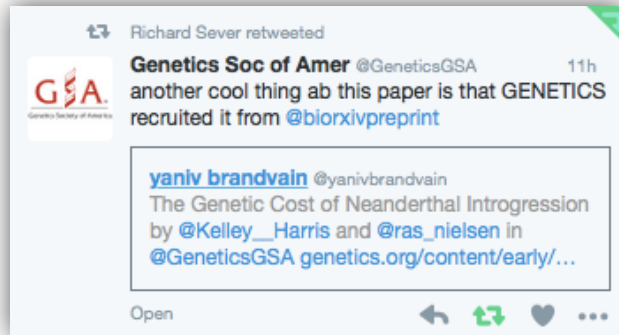 Richard Sever retweeted
Genetics Soc of Amer @GeneticsGSA 11h
another cool thing ab this paper is that GENETICS
recruited it from @biorxivpreprint
GSA
Genetics Society of America
yaniv brandvain @yanivbrandvain
The Genetic Cost of Neanderthal Introgression
by @Kelley__Harris and @ras_nielsen in
@GeneticsGSA genetics.org/content/early/...
Open